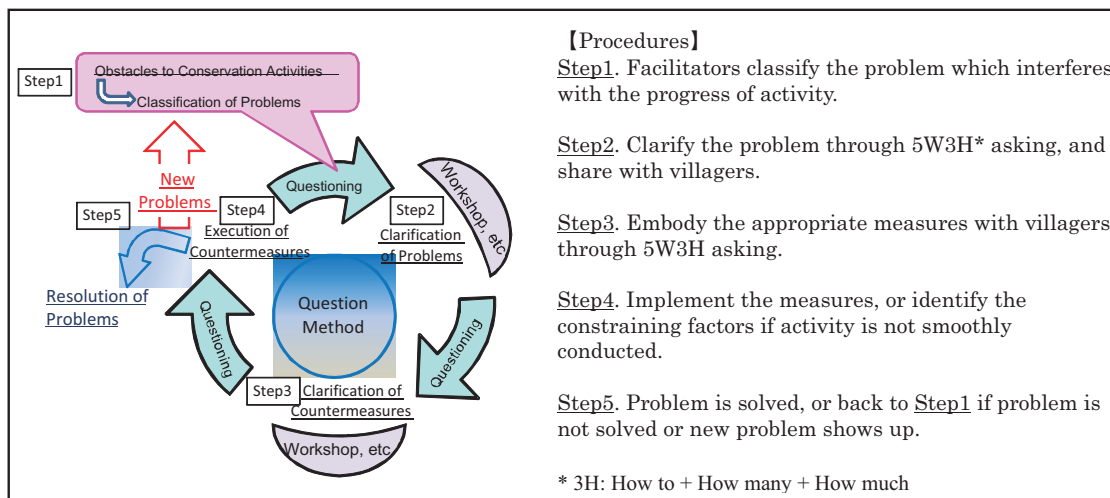 Step1
Obstacles to Conservation Activities
Classification of Problems
New
Problems
Step5
Step4
Execution of
Countermeasures
Questioning
Step2
Clarification
of Problems
Workshop, etc
Resolution of
Problems
Question
Method
Questioning
Questioning
Step3
Clarification of
Countermeasures
Workshop, etc
【Procedures】
Step1. Facilitators classify the problem which interferes
with the progress of activity.
Step2. Clarify the problem through 5W3H* asking, and
share with villagers.
Step3. Embody the appropriate measures with villagers
through 5W3H asking.
Step4. Implement the measures, or identify the
constraining factors if activity is not smoothly
conducted.
Step5. Problem is solved, or back to Step1 if problem is
not solved or new problem shows up.
* 3H: How to + How many + How much